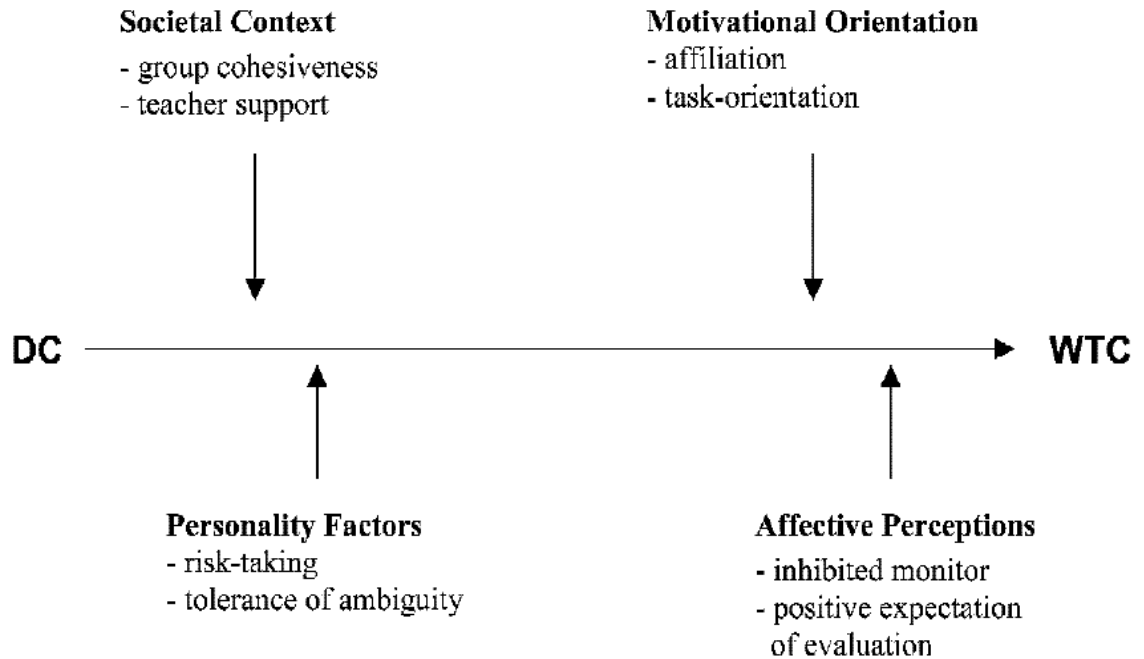 Societal Context
- group cohesiveness
- teacher support
Motivational Orientation
- affiliation
- task-orientation
DC
WTC
Personality Factors
- risk-taking
- tolerance of ambiguity
Affective Perceptions
- inhibited monitor
- positive expectation
of evaluation